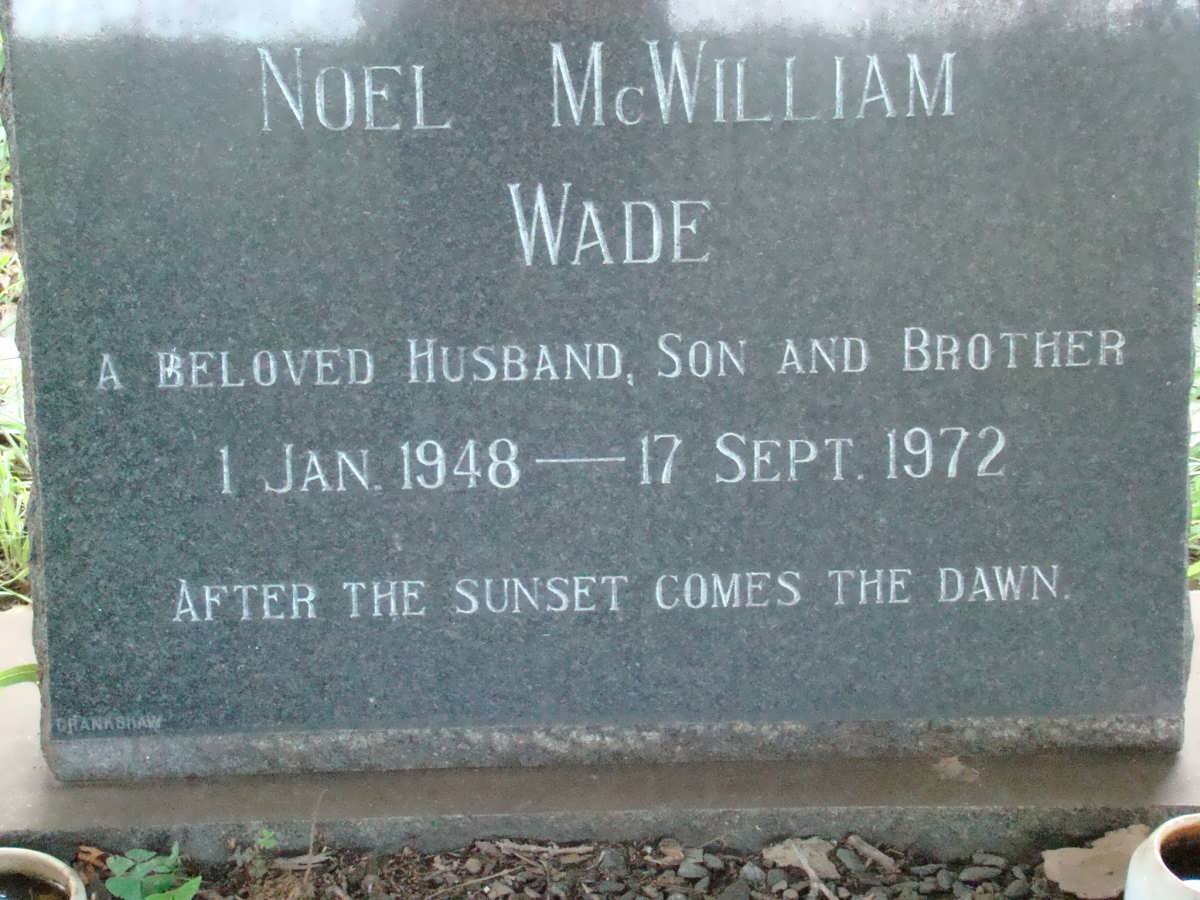 NOEL McWILLIAM
WADE
A BELOVED HUSBAND, SON AND BROTHER
1 JAN. 1948 — 17 SEPT. 1972
AFTER THE SUNSET COMES THE DAWN.
CRANKSHAW